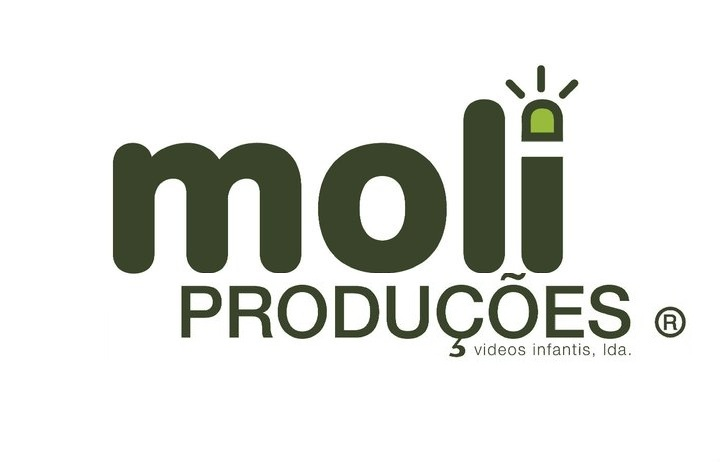 moli
PRODUÇÕES ®
videos infantis, lda.